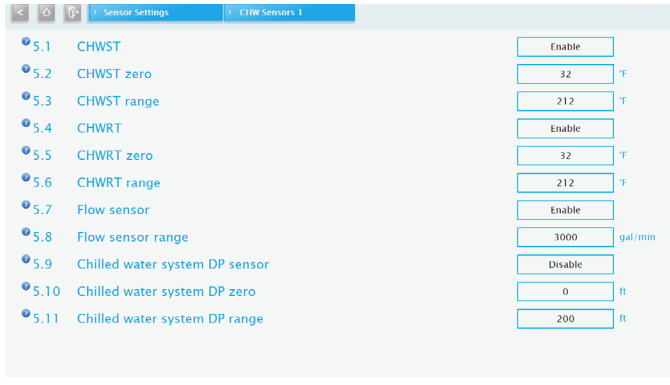 < Sensor Settings CHW Sensors 1
? 5.1 CHWST Enable
? 5.2 CHWST zero 32 °F
? 5.3 CHWST range 212 °F
? 5.4 CHWRT Enable
? 5.5 CHWRT zero 32 °F
? 5.6 CHWRT range 212 °F
? 5.7 Flow sensor Enable
? 5.8 Flow sensor range 3000 gal/min
? 5.9 Chilled water system DP sensor Disable
? 5.10 Chilled water system DP zero 0 ft
? 5.11 Chilled water system DP range 200 ft